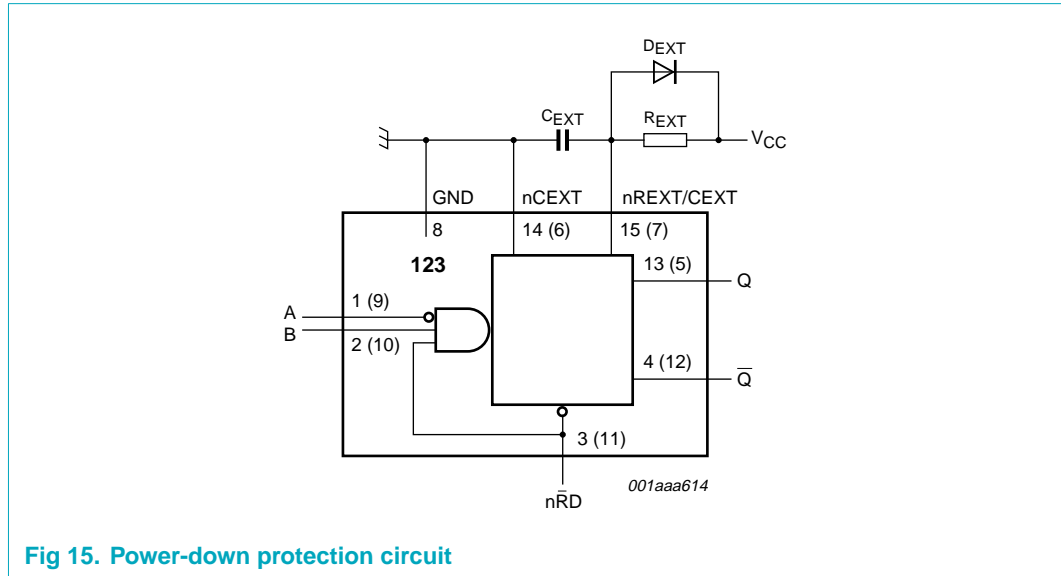 DEXT
CEXT
REXT
VCC
GND
nCEXT
nREXT/CEXT
8
14 (6)
15 (7)
123
13 (5)
Q
1 (9)
A
B
2 (10)
4 (12)
Q̅
3 (11)
001aaa614
nR̅D
Fig 15. Power-down protection circuit